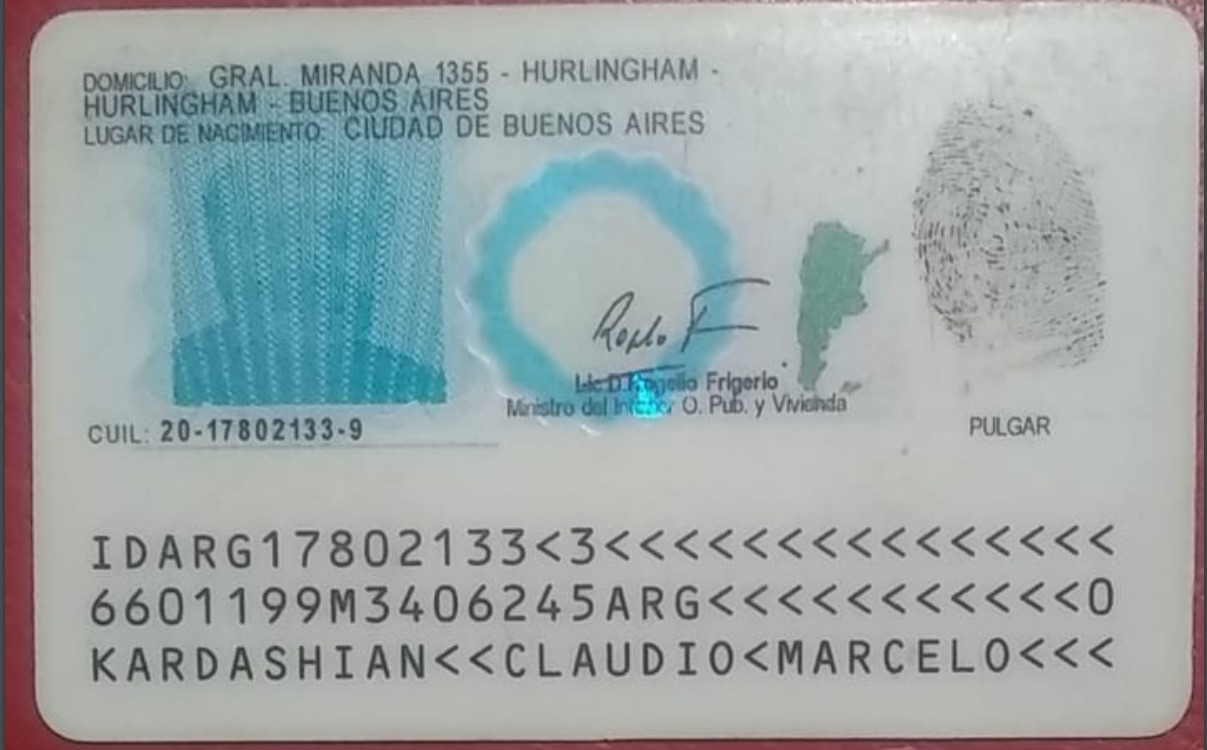 DOMICILIO: GRAL. MIRANDA 1355 - HURLINGHAM -
HURLINGHAM - BUENOS AIRES
LUGAR DE NACIMIENTO: CIUDAD DE BUENOS AIRES
Lic D. Rogelio Frigerio
Ministro del Interior O. Pub. y Vivienda
CUIL: 20-17802133-9
PULGAR
IDARG17802133<3<<<<<<<<<<<<<<<
6601199M3406245ARG<<<<<<<<<<<0
KARDASHIAN<<CLAUDIO<MARCELO<<<